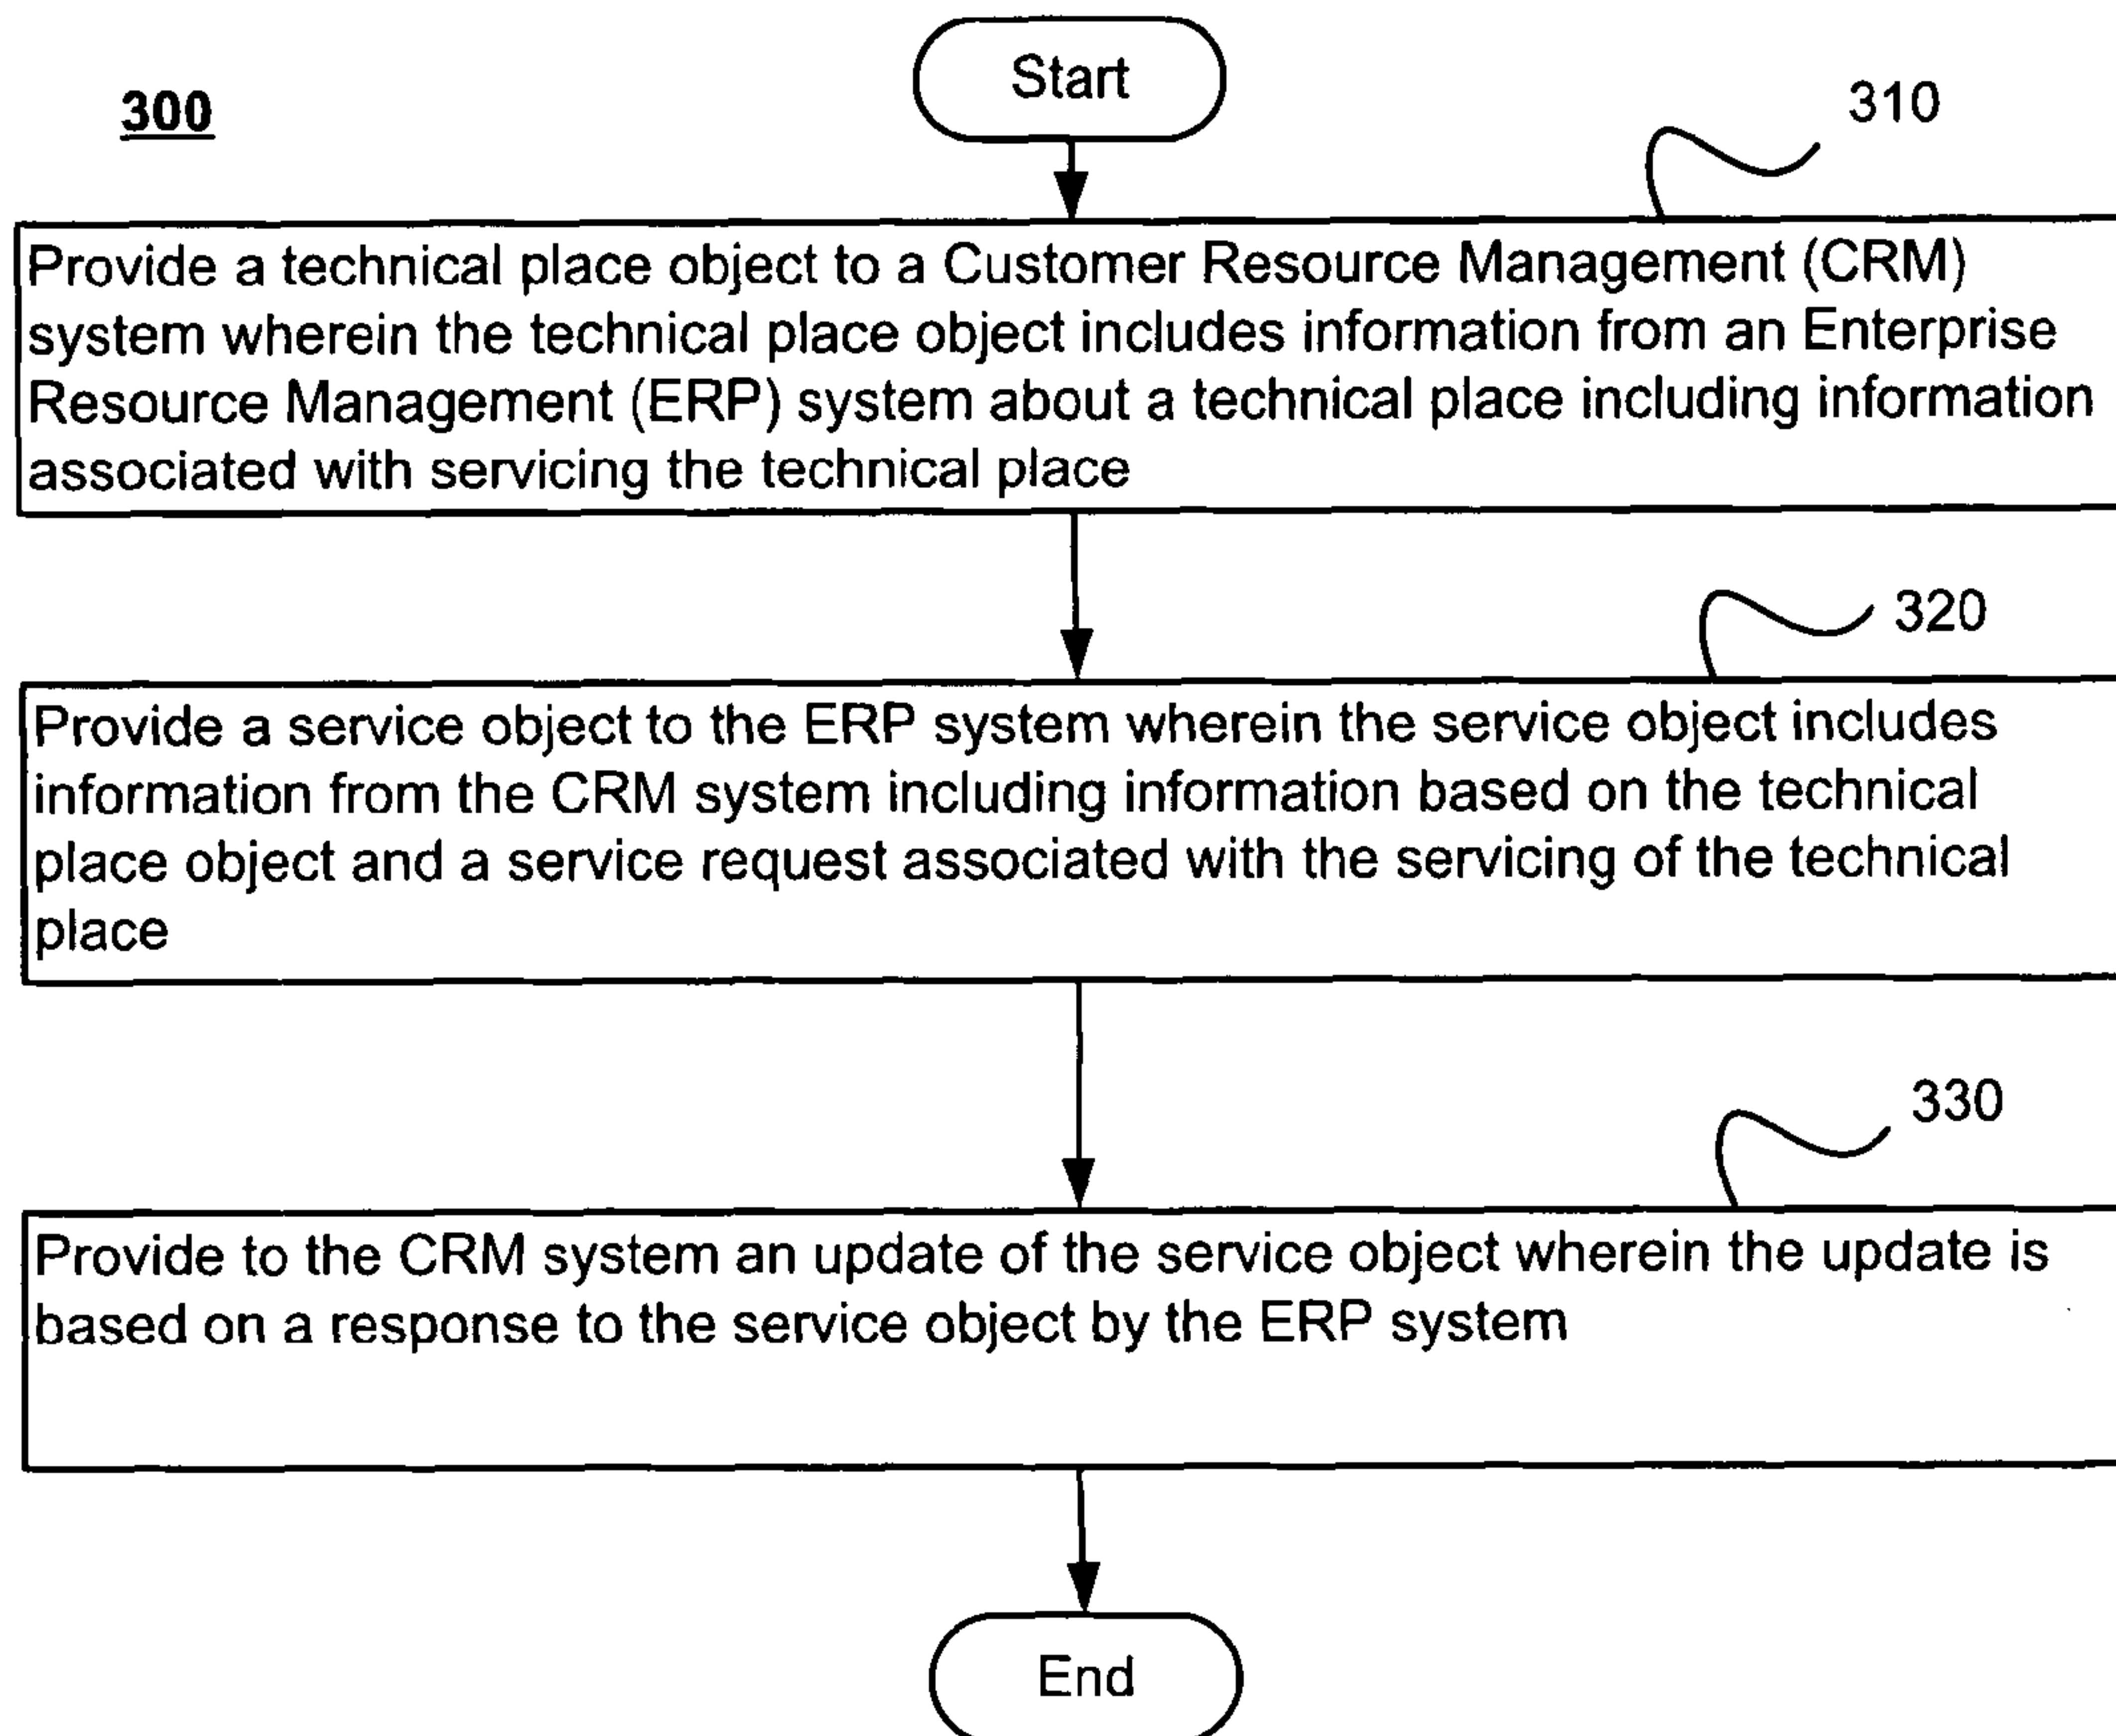 Start
300
310
Provide a technical place object to a Customer Resource Management (CRM)
system wherein the technical place object includes information from an Enterprise
Resource Management (ERP) system about a technical place including information
associated with servicing the technical place
320
Provide a service object to the ERP system wherein the service object includes
information from the CRM system including information based on the technical
place object and a service request associated with the servicing of the technical
place
330
Provide to the CRM system an update of the service object wherein the update is
based on a response to the service object by the ERP system
End